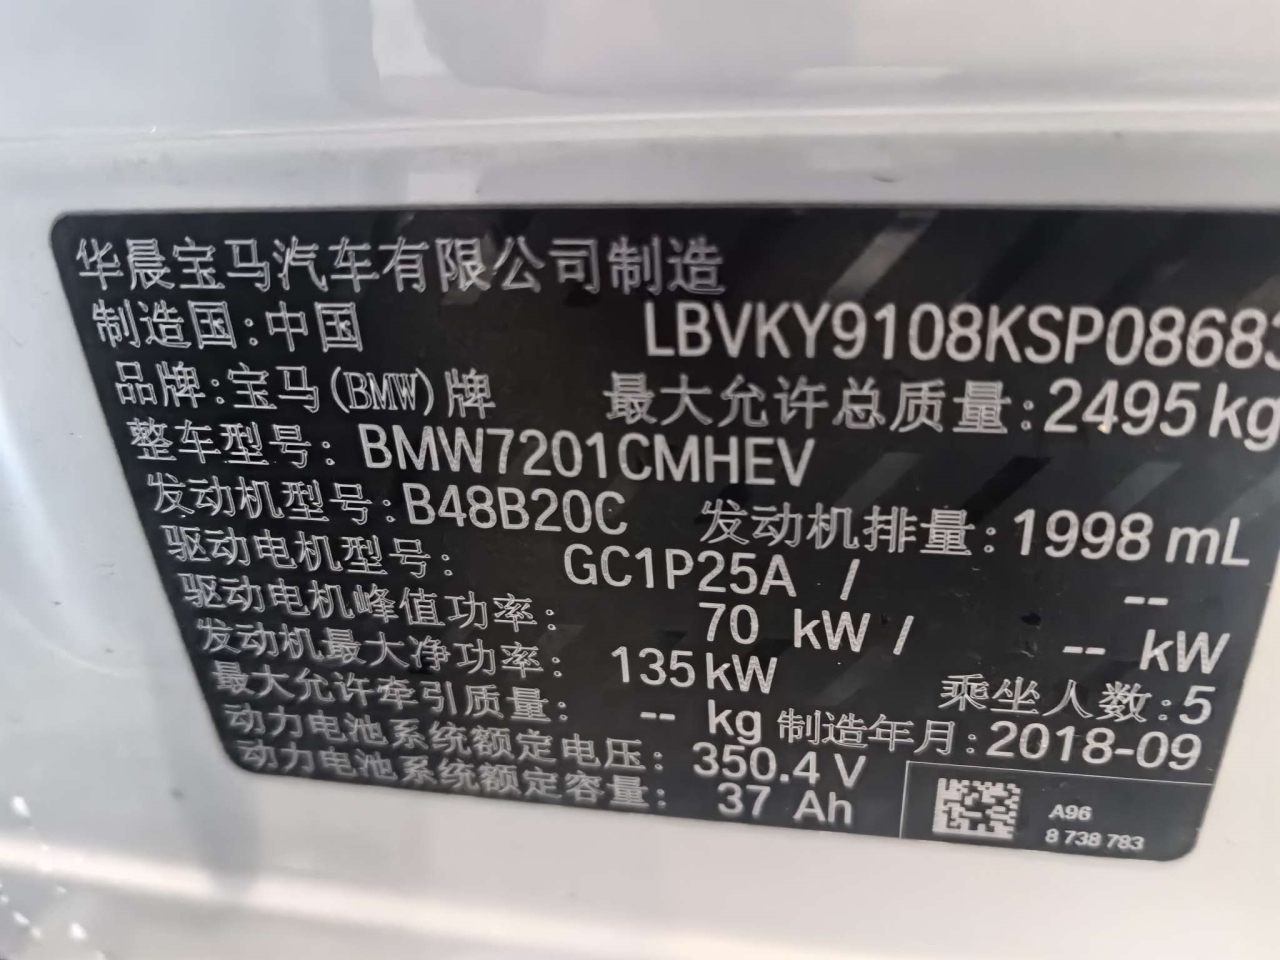 华晨宝马汽车有限公司制造
制造国:中国 LBVKY9108KSP08683
品牌:宝马(BMW)牌 最大允许总质量:2495kg
整车型号: BMW7201CMHEV
发动机型号:B48B20C 发动机排量:1998 mL
驱动电机型号: GC1P25A / --
驱动电机峰值功率: 70 kW / -- kW
发动机最大净功率: 135kW 乘坐人数:5
最大允许牵引质量: -- kg 制造年月:2018-09
动力电池系统额定电压: 350.4 V
动力电池系统额定容量: 37 Ah
A96
8 738 783